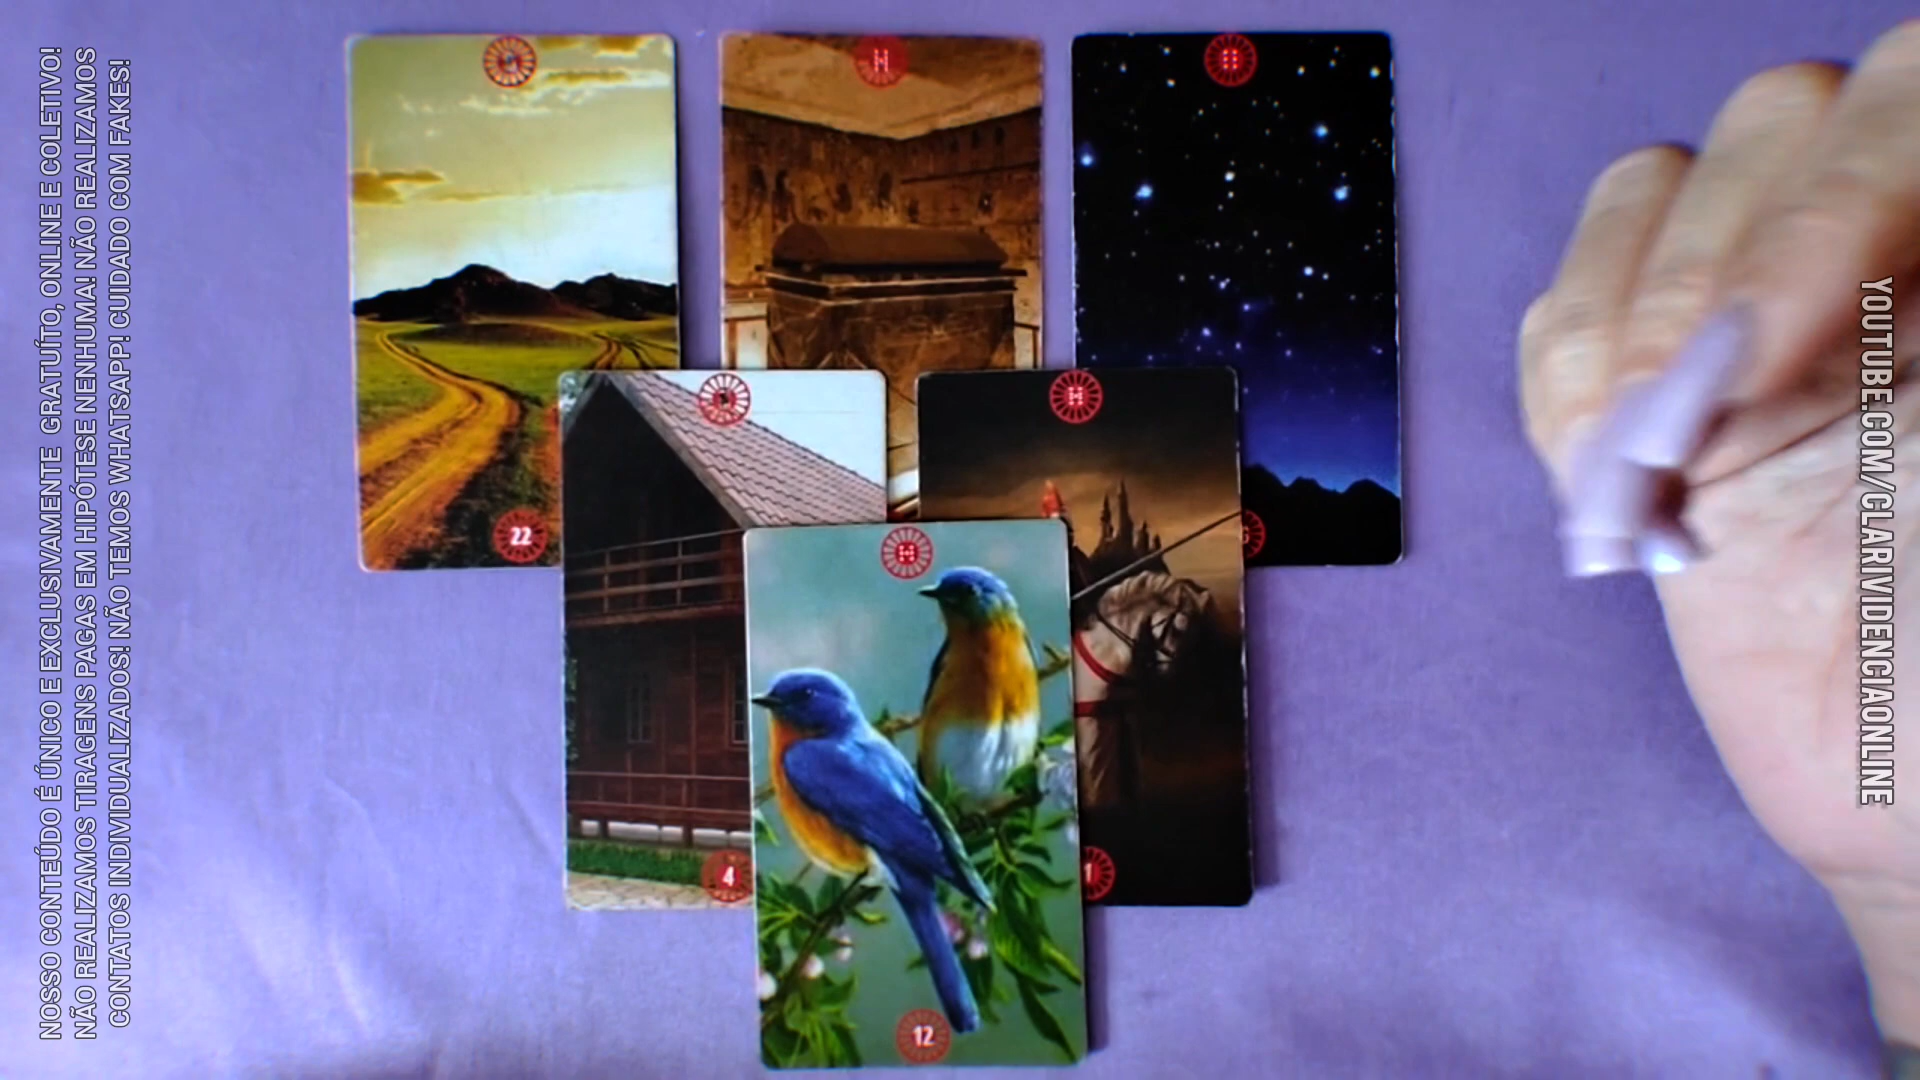 NOSSO CONTEÚDO É ÚNICO E EXCLUSIVAMENTE GRATUÍTO, ONLINE E COLETIVO!
NÃO REALIZAMOS TIRAGENS PAGAS EM HIPÓTESE NENHUMA! NÃO REALIZAMOS
CONTATOS INDIVIDUALIZADOS! NÃO TEMOS WHATSAPP! CUIDADO COM FAKES!
YOUTUBE.COM/CLARIVIDENCIAONLINE
22
4
1
12